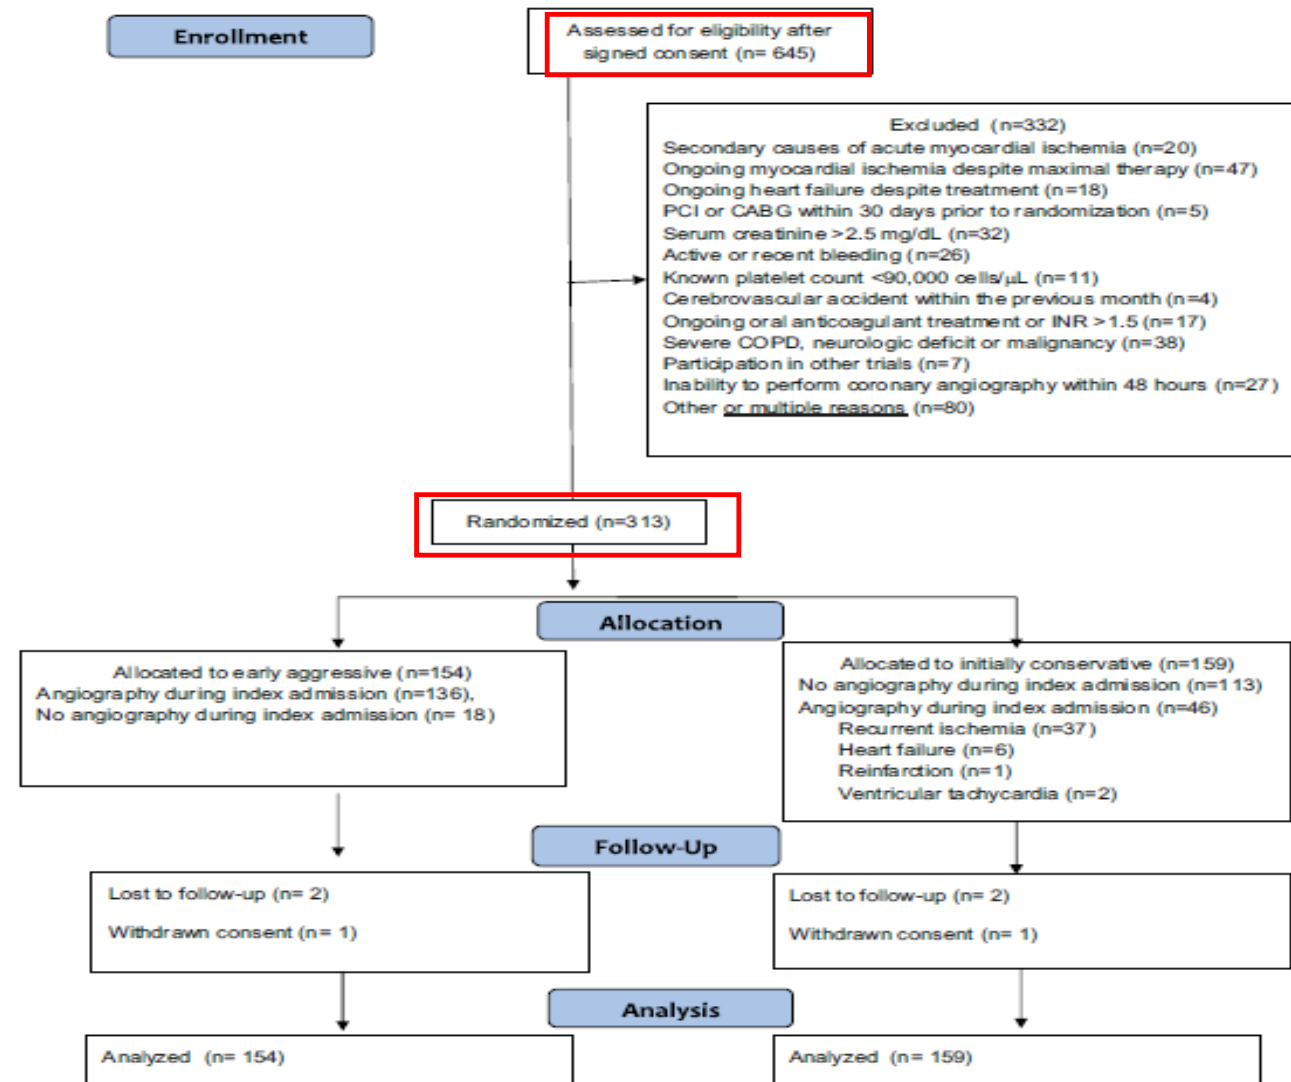 Enrollment
Assessed for eligibility after
signed consent (n= 645)
Excluded (n=332)
Secondary causes of acute myocardial ischemia (n=20)
Ongoing myocardial ischemia despite maximal therapy (n=47)
Ongoing heart failure despite treatment (n=18)
PCI or CABG within 30 days prior to randomization (n=5)
Serum creatinine >2.5 mg/dL (n=32)
Active or recent bleeding (n=26)
Known platelet count <90,000 cells/μL (n=11)
Cerebrovascular accident within the previous month (n=4)
Ongoing oral anticoagulant treatment or INR >1.5 (n=17)
Severe COPD, neurologic deficit or malignancy (n=38)
Participation in other trials (n=7)
Inability to perform coronary angiography within 48 hours (n=27)
Other or multiple reasons (n=80)
Randomized (n=313)
Allocation
Allocated to early aggressive (n=154)
Angiography during index admission (n=136),
No angiography during index admission (n= 18)
Allocated to initially conservative (n=159)
No angiography during index admission (n=113)
Angiography during index admission (n=46)
Recurrent ischemia (n=37)
Heart failure (n=6)
Reinfarction (n=1)
Ventricular tachycardia (n=2)
Follow-Up
Lost to follow-up (n= 2)
Withdrawn consent (n= 1)
Lost to follow-up (n= 2)
Withdrawn consent (n= 1)
Analysis
Analyzed (n= 154)
Analyzed (n= 159)